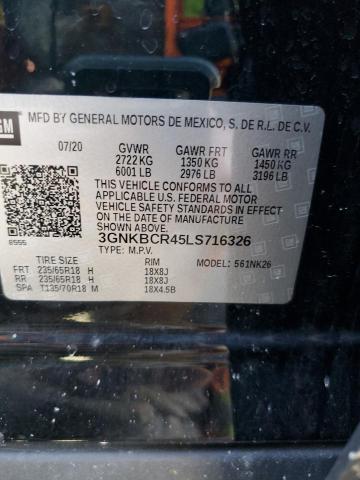 GM
MFD BY GENERAL MOTORS DE MEXICO, S. DE R.L. DE C.V.
07/20 GVWR GAWR FRT GAWR RR
2722 KG 1350 KG 1450 KG
6001 LB 2976 LB 3196 LB
THIS VEHICLE CONFORMS TO ALL
APPLICABLE U.S. FEDERAL MOTOR
VEHICLE SAFETY STANDARDS IN
EFFECT ON THE DATE OF
MANUFACTURE SHOWN ABOVE.
8555
3GNKBCR45LS716326
TYPE: M.P.V. MODEL: 561NK26
TIRE SIZE RIM
FRT 235/65R18 H 18X8J
RR 235/65R18 H 18X8J
SPA T135/70R18 M 18X4.5B